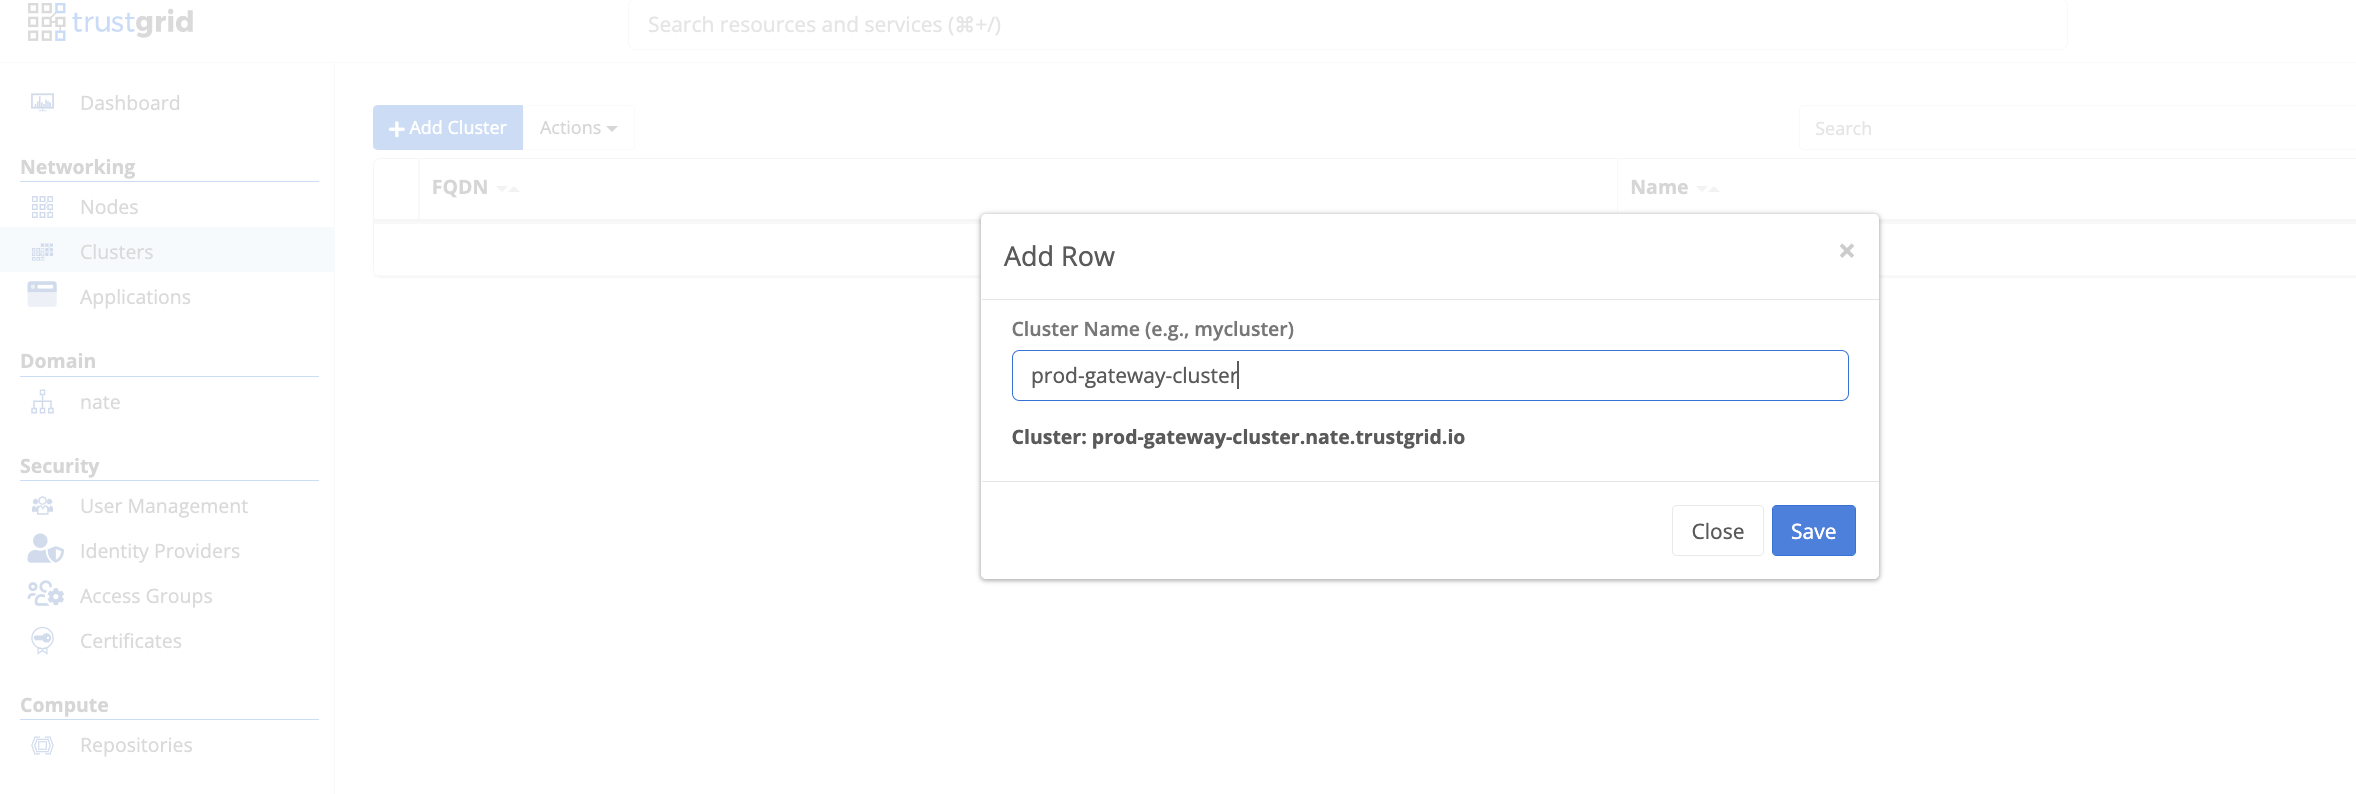 trustgrid
Search resources and services (⌘+/)
Dashboard
Networking
Nodes
Clusters
Applications
Domain
nate
Security
User Management
Identity Providers
Access Groups
Certificates
Compute
Repositories
Add Cluster
Actions
Search
FQDN
Name
Add Row
×
Cluster Name (e.g., mycluster)
prod-gateway-cluster
Cluster: prod-gateway-cluster.nate.trustgrid.io
Close
Save